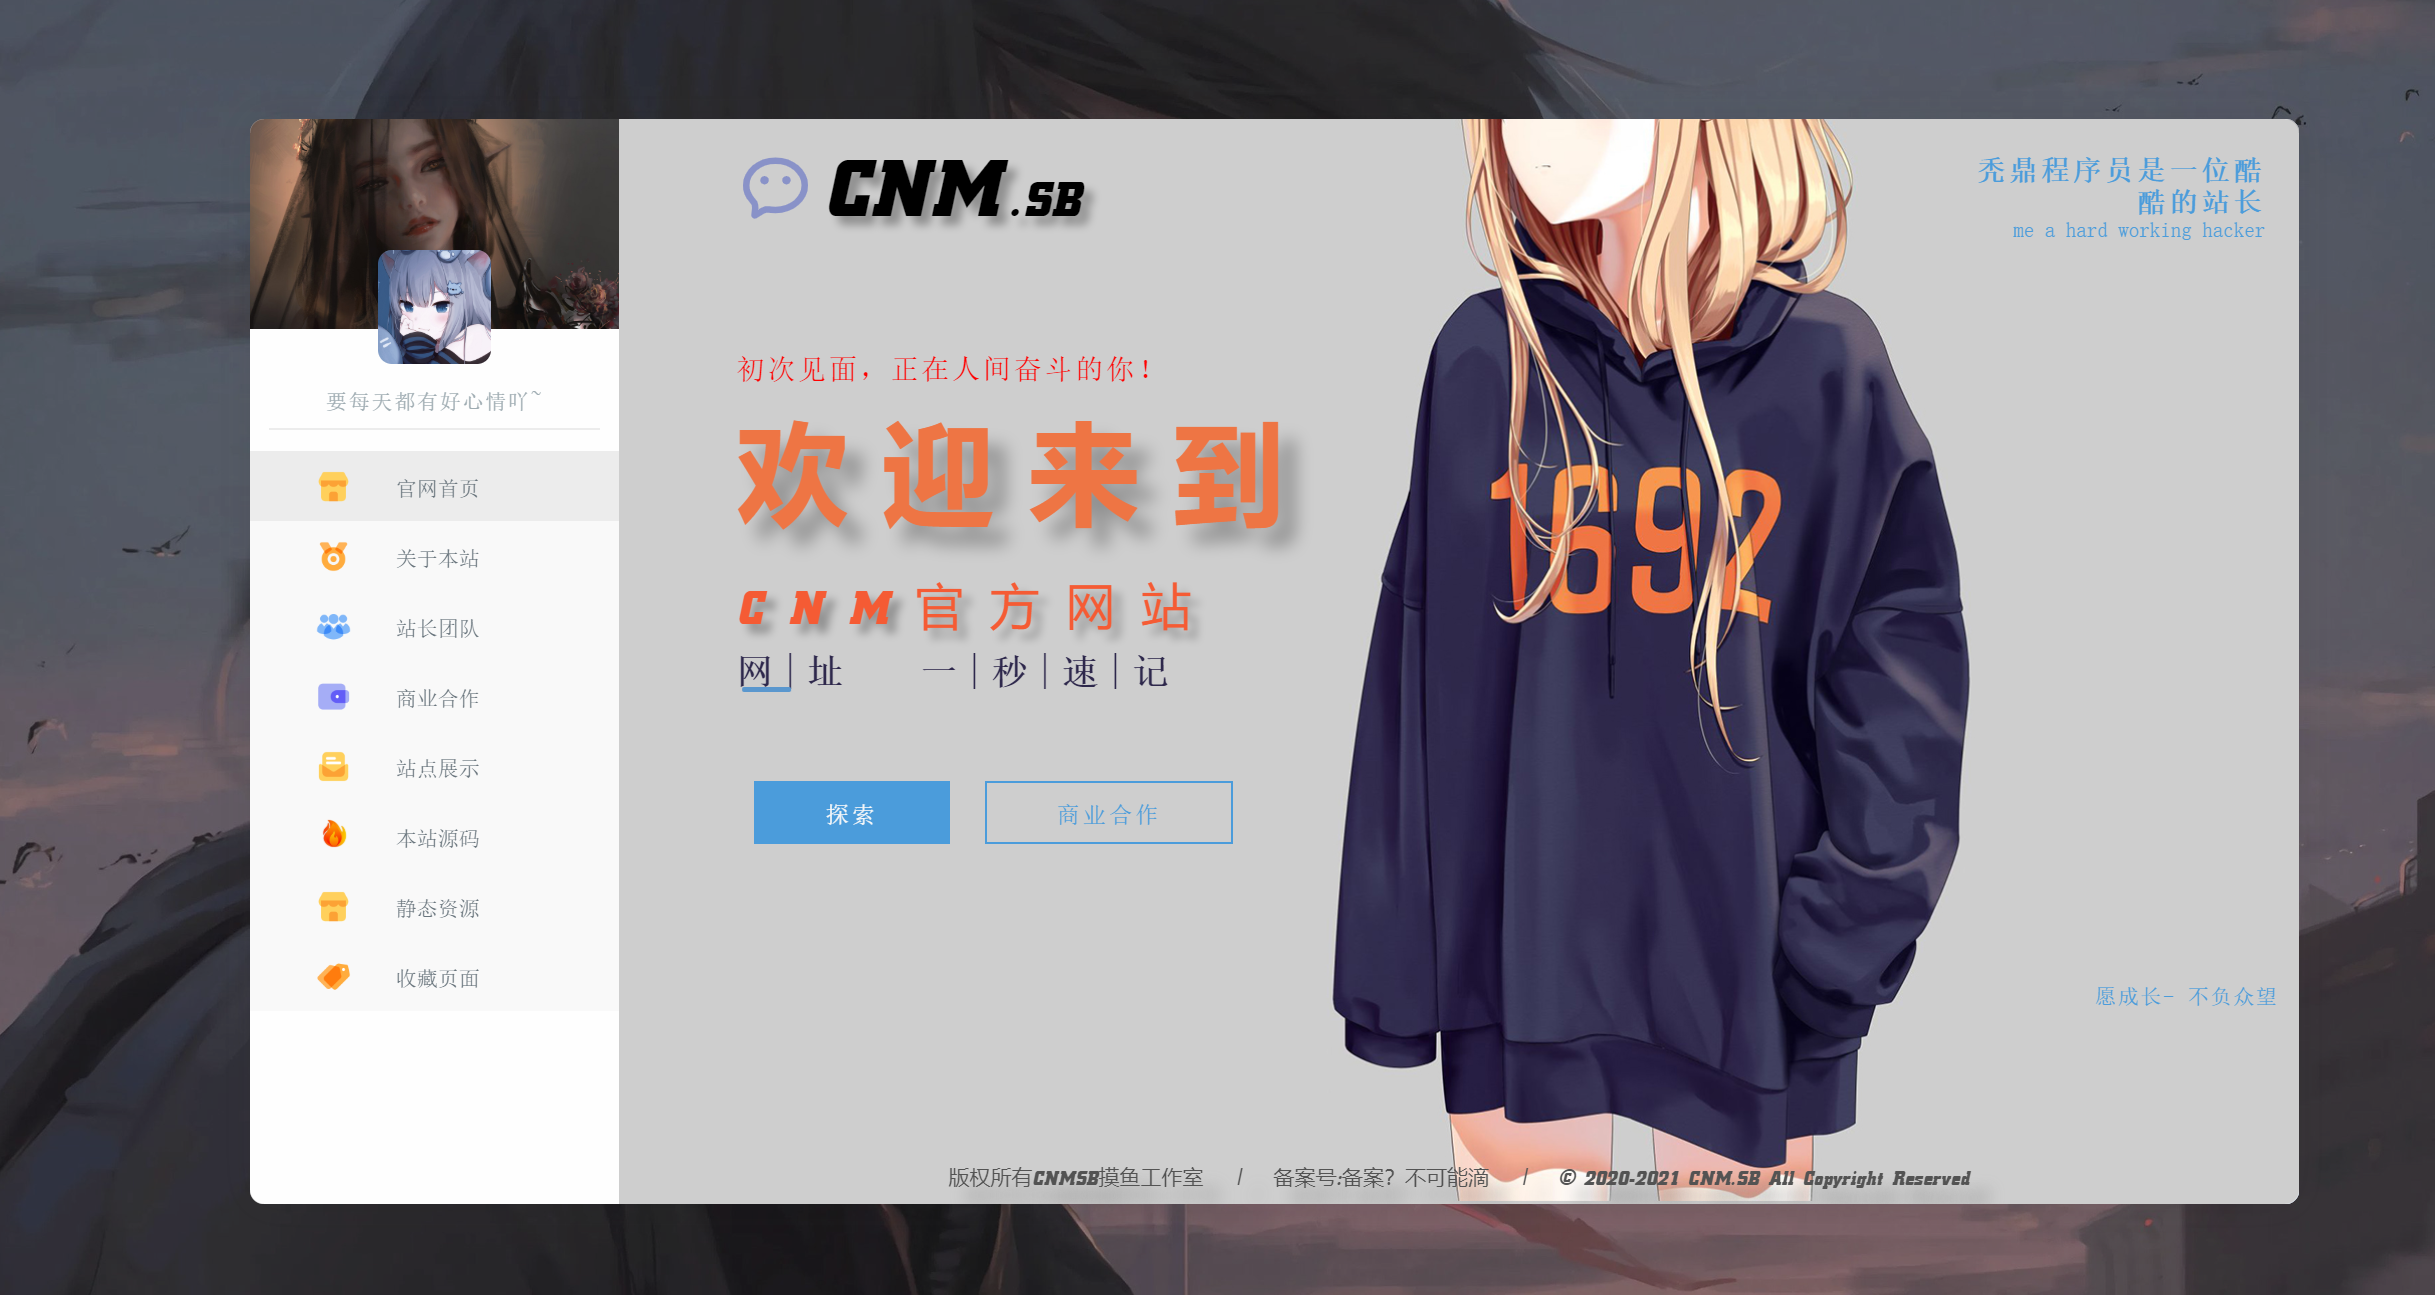 要每天都有好心情吖~
官网首页
关于本站
站长团队
商业合作
站点展示
本站源码
静态资源
收藏页面
CNM.SB
秃鼎程序员是一位酷
酷的站长
me a hard working hacker
初次见面，正在人间奋斗的你！
欢迎来到
CNM官方网站
网|址 一|秒|速|记
探索
商业合作
1692
愿成长- 不负众望
版权所有CNMSB摸鱼工作室 / 备案号:备案？不可能滴 / © 2020-2021 CNM.SB All Copyright Reserved